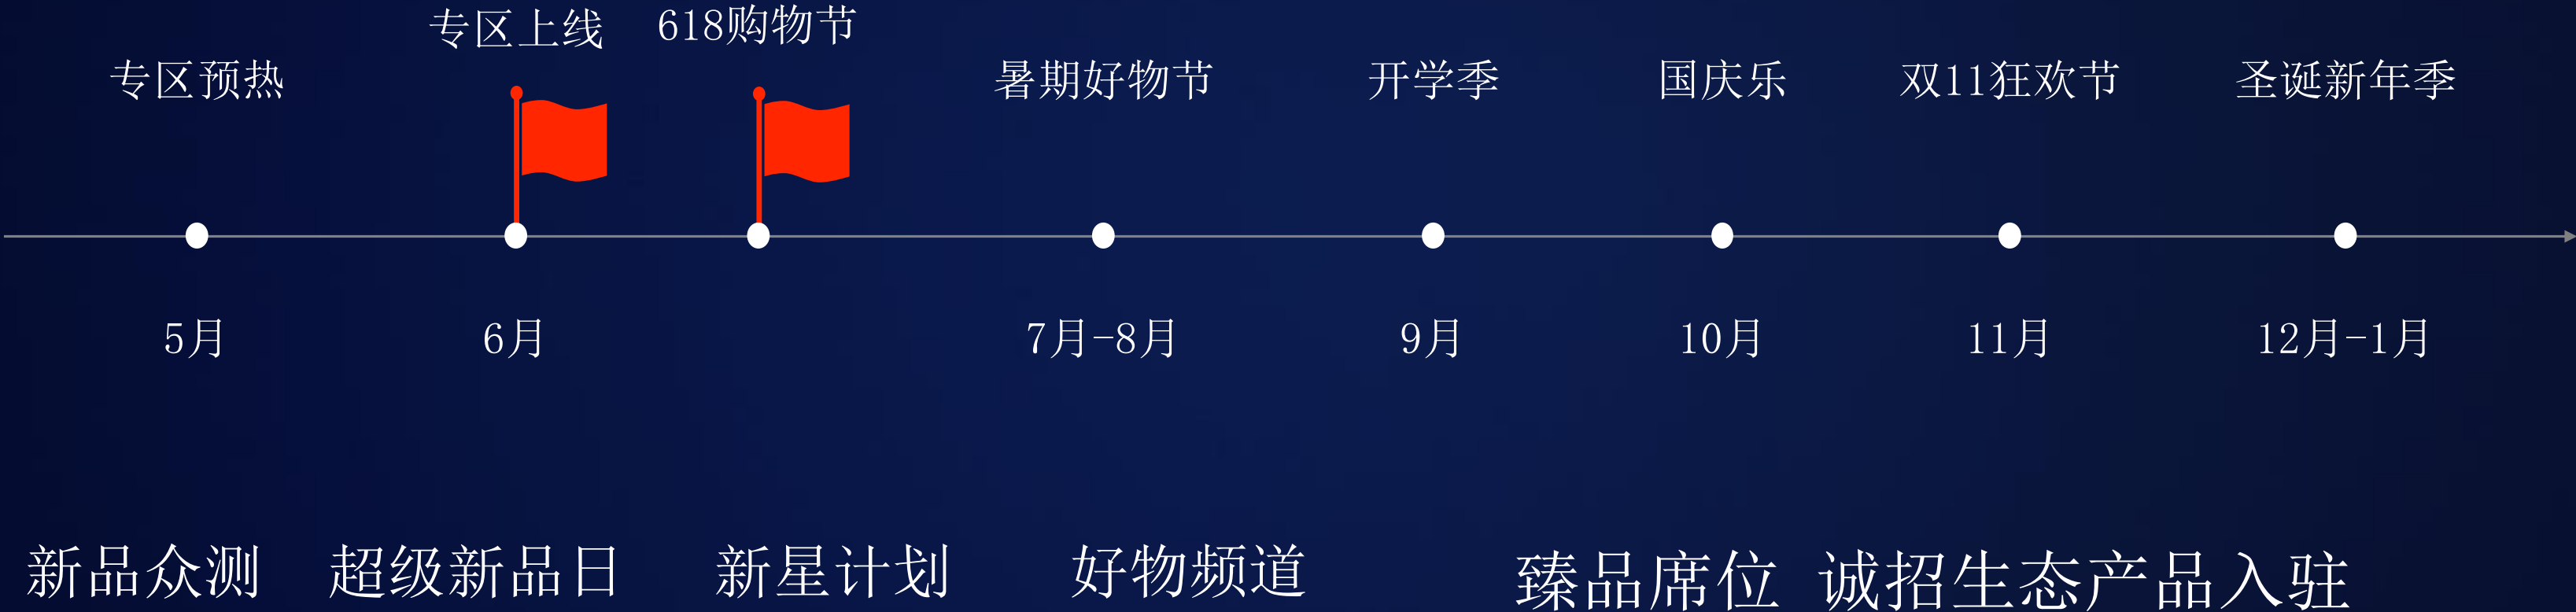 专区上线 618购物节
专区预热 暑期好物节 开学季 国庆乐 双11狂欢节 圣诞新年季
5月 6月 7月-8月 9月 10月 11月 12月-1月
新品众测 超级新品日 新星计划 好物频道 臻品席位 诚招生态产品入驻